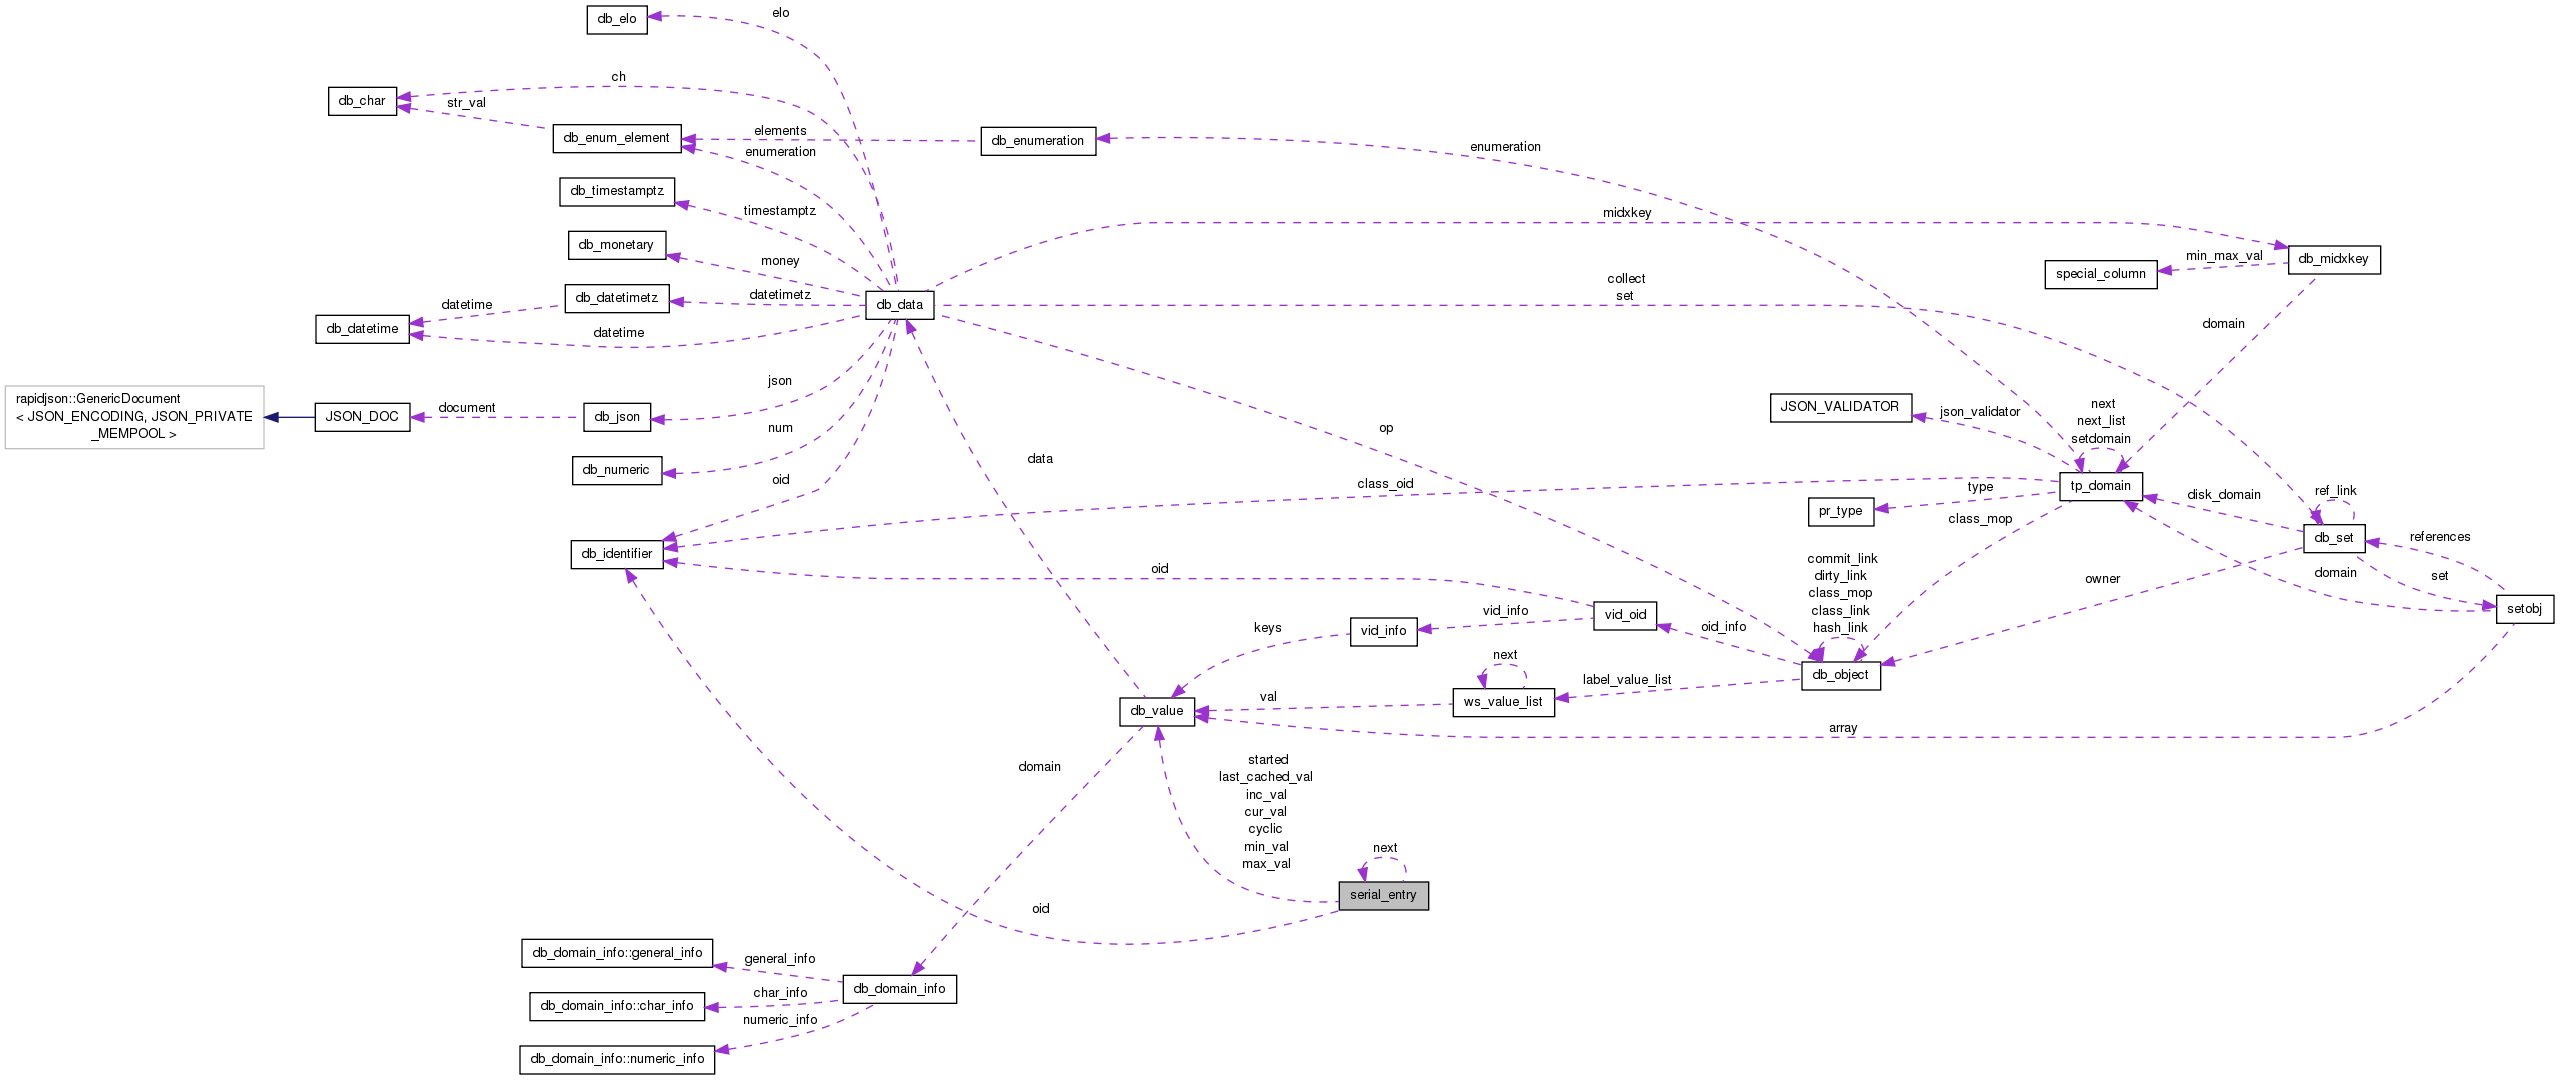 db_elo
elo
ch
db_char
str_val
db_enum_element
elements
db_enumeration
enumeration
enumeration
db_timestamptz
timestamptz
midxkey
db_monetary
money
min_max_val
db_midxkey
special_column
db_datetimetz
datetimetz
db_data
collect
set
datetime
db_datetime
datetime
domain
json
rapidjson::GenericDocument
< JSON_ENCODING, JSON_PRIVATE
_MEMPOOL >
JSON_DOC
document
db_json
num
op
JSON_VALIDATOR
json_validator
next
next_list
setdomain
data
db_numeric
oid
class_oid
type
tp_domain
disk_domain
ref_link
pr_type
class_mop
db_set
references
db_identifier
oid
commit_link
dirty_link
class_mop
class_link
hash_link
owner
domain
set
setobj
vid_oid
vid_info
oid_info
keys
vid_info
next
label_value_list
db_object
val
ws_value_list
db_value
array
domain
started
last_cached_val
inc_val
cur_val
cyclic
min_val
max_val
next
serial_entry
oid
db_domain_info::general_info
general_info
db_domain_info
char_info
db_domain_info::char_info
numeric_info
db_domain_info::numeric_info